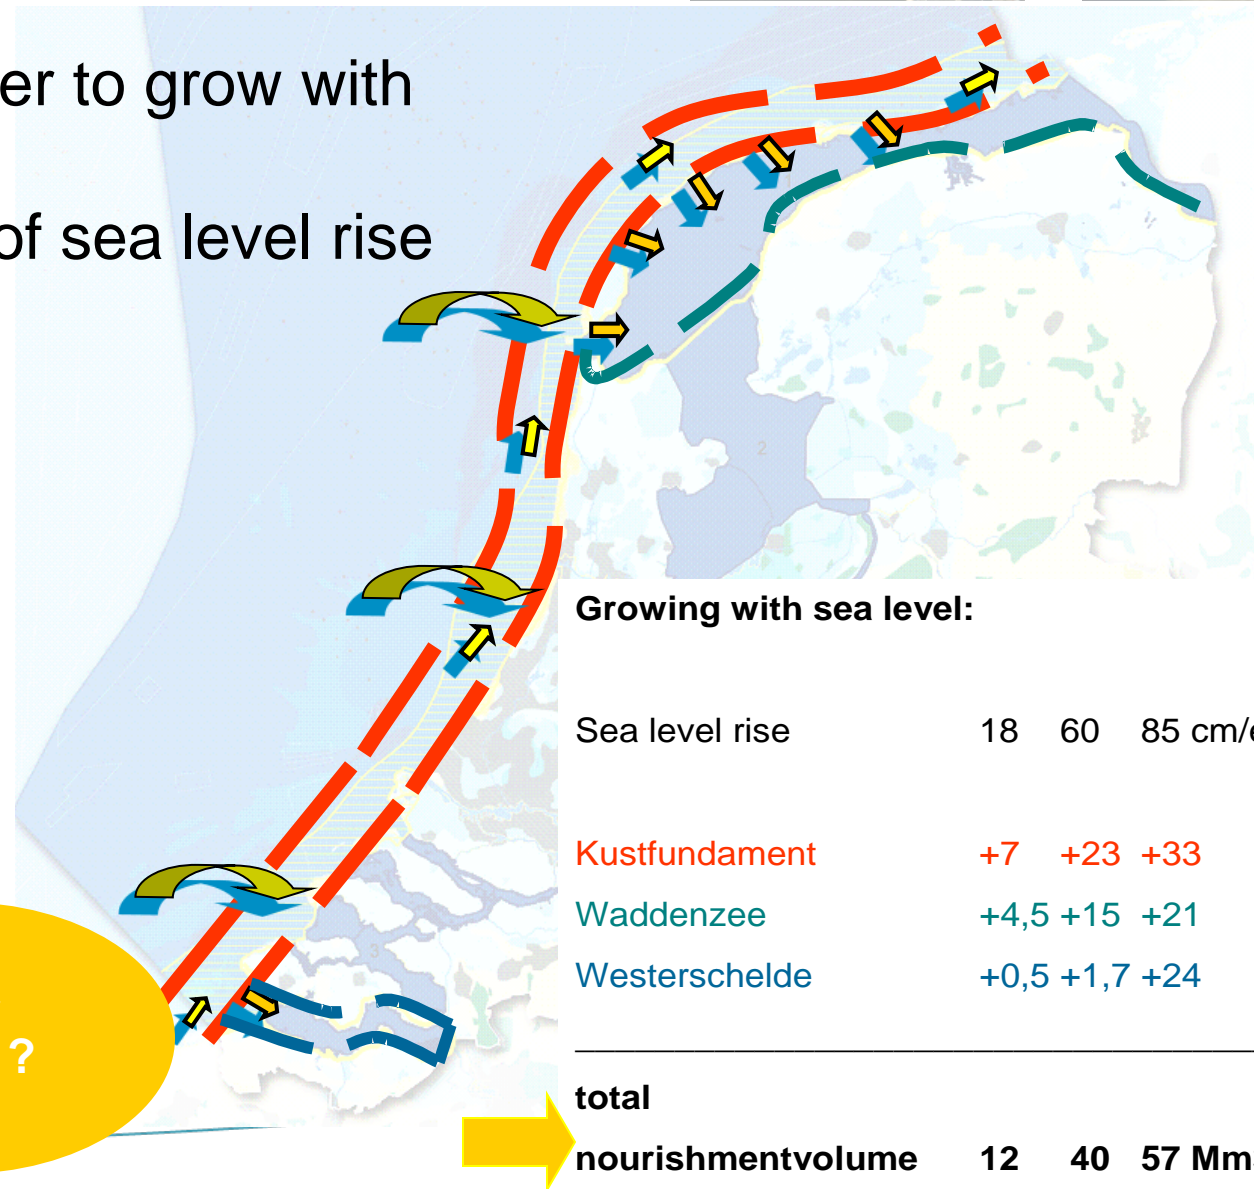 er to grow with
of sea level rise
2
3
?
Growing with sea level:
Sea level rise 18 60 85 cm/e
Kustfundament +7 +23 +33
Waddenzee +4,5 +15 +21
Westerschelde +0,5 +1,7 +24
total
nourishmentvolume 12 40 57 Mm